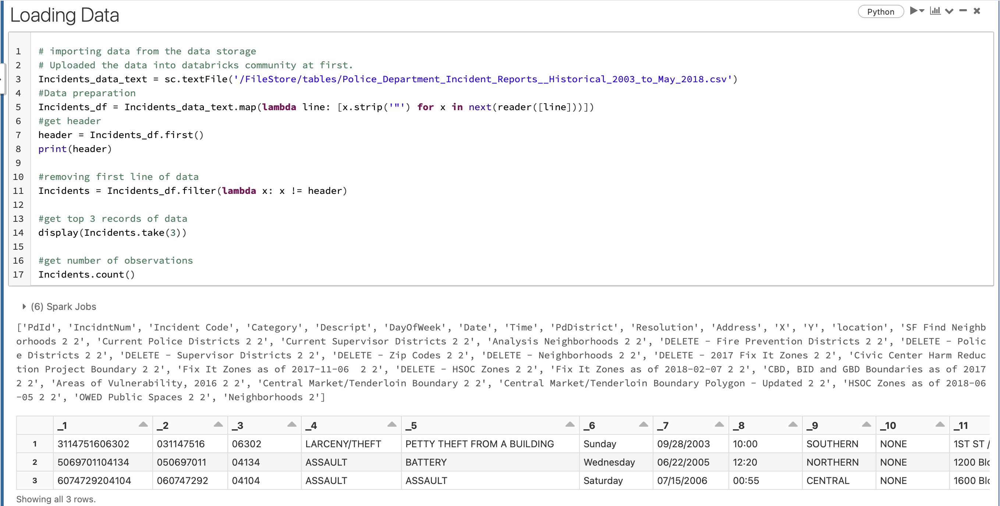 Loading Data
Python
1 # importing data from the data storage
2 # Uploaded the data into databricks community at first.
3 Incidents_data_text = sc.textFile('/FileStore/tables/Police_Department_Incident_Reports__Historical_2003_to_May_2018.csv')
4 #Data preparation
5 Incidents_df = Incidents_data_text.map(lambda line: [x.strip('"') for x in next(reader([line]))])
6 #get header
7 header = Incidents_df.first()
8 print(header)
9
10 #removing first line of data
11 Incidents = Incidents_df.filter(lambda x: x != header)
12
13 #get top 3 records of data
14 display(Incidents.take(3))
15
16 #get number of observations
17 Incidents.count()
(6) Spark Jobs
['PdId', 'IncidntNum', 'Incident Code', 'Category', 'Descript', 'DayOfWeek', 'Date', 'Time', 'PdDistrict', 'Resolution', 'Address', 'X', 'Y', 'location', 'SF Find Neighb
orhoods 2 2', 'Current Police Districts 2 2', 'Current Supervisor Districts 2 2', 'Analysis Neighborhoods 2 2', 'DELETE - Fire Prevention Districts 2 2', 'DELETE - Polic
e Districts 2 2', 'DELETE - Supervisor Districts 2 2', 'DELETE - Zip Codes 2 2', 'DELETE - Neighborhoods 2 2', 'DELETE - 2017 Fix It Zones 2 2', 'Civic Center Harm Reduc
tion Project Boundary 2 2', 'Fix It Zones as of 2017-11-06  2 2', 'DELETE - HSOC Zones 2 2', 'Fix It Zones as of 2018-02-07 2 2', 'CBD, BID and GBD Boundaries as of 2017
2 2', 'Areas of Vulnerability, 2016 2 2', 'Central Market/Tenderloin Boundary 2 2', 'Central Market/Tenderloin Boundary Polygon - Updated 2 2', 'HSOC Zones as of 2018-06
-05 2 2', 'OWED Public Spaces 2 2', 'Neighborhoods 2']
_1 _2 _3 _4 _5 _6 _7 _8 _9 _10 _11
1 3114751606302 031147516 06302 LARCENY/THEFT PETTY THEFT FROM A BUILDING Sunday 09/28/2003 10:00 SOUTHERN NONE 1ST ST /
2 5069701104134 050697011 04134 ASSAULT BATTERY Wednesday 06/22/2005 12:20 NORTHERN NONE 1200
3 6074729204104 060747292 04104 ASSAULT ASSAULT Saturday 07/15/2006 00:55 CENTRAL NONE 1600
Showing all 3 rows.